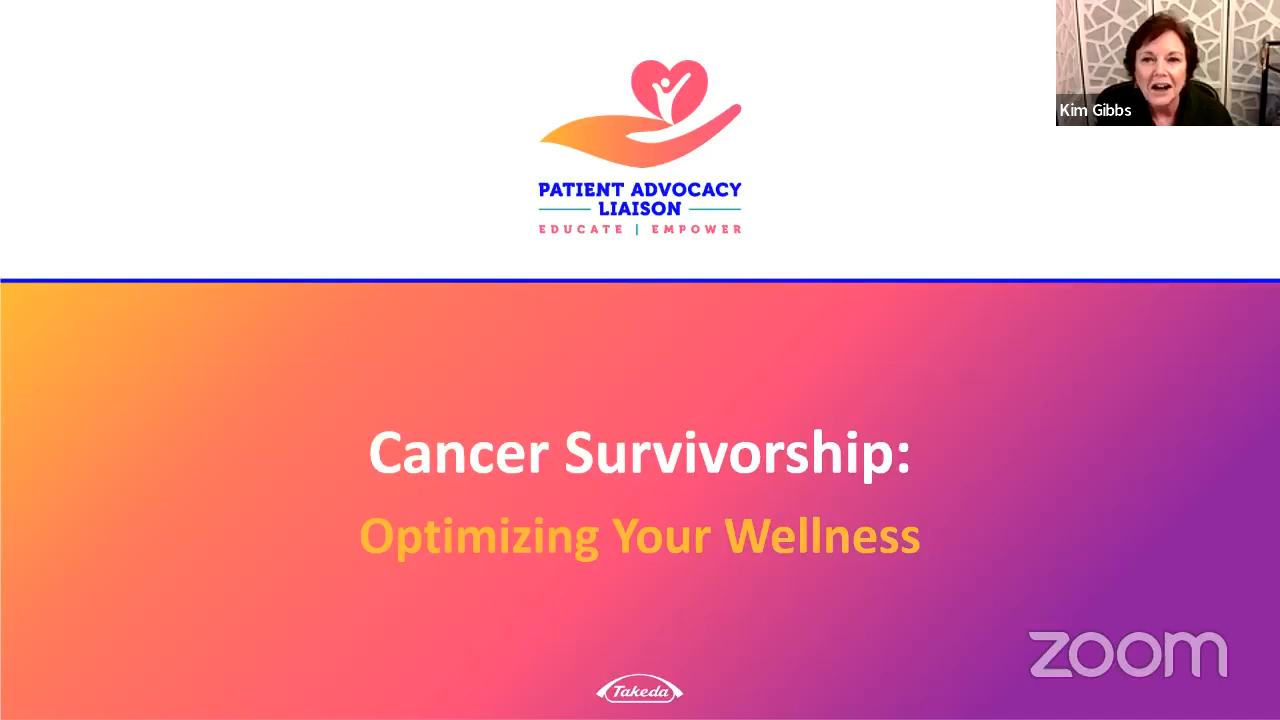 Kim Gibbs
PATIENT ADVOCACY
LIAISON
EDUCATE | EMPOWER
Cancer Survivorship:
Optimizing Your Wellness
zoom
Takeda